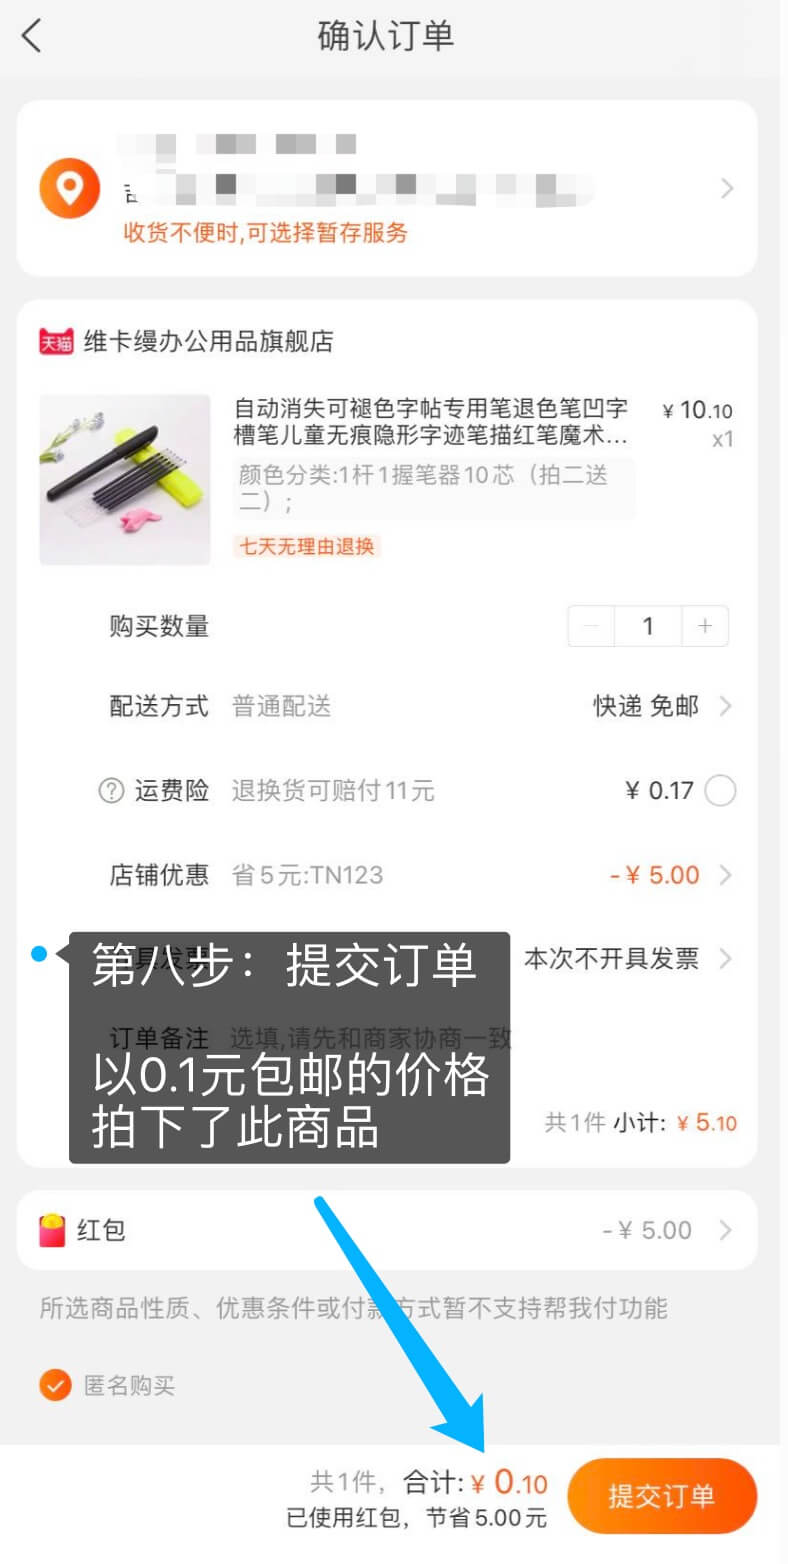 确认订单
收货不便时,可选择暂存服务
天猫 维卡缦办公用品旗舰店
自动消失可褪色字帖专用笔退色笔凹字 ¥ 10.10
槽笔儿童无痕隐形字迹笔描红笔魔术... x1
颜色分类:1杆1握笔器10芯（拍二送
二）;
七天无理由退换
购买数量 1
配送方式 普通配送 快递 免邮
运费险 退换货可赔付11元 ¥ 0.17
店铺优惠 省5元:TN123 -¥ 5.00
开具发票 本次不开具发票
第八步：提交订单
订单备注 选填,请先和商家协商一致
以0.1元包邮的价格
拍下了此商品
共1件 小计: ¥ 5.10
红包 -¥ 5.00
所选商品性质、优惠条件或付款方式暂不支持帮我付功能
匿名购买
共1件, 合计: ¥ 0.10
已使用红包，节省5.00元
提交订单